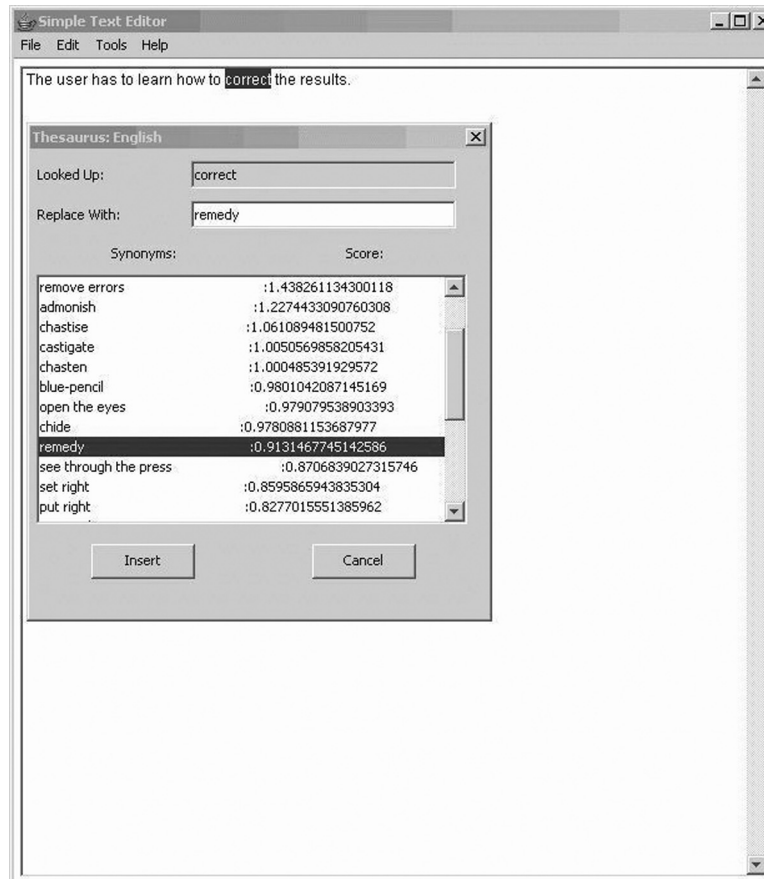 Simple Text Editor
File Edit Tools Help
The user has to learn how to correct the results.
Thesaurus: English
Looked Up: correct
Replace With: remedy
Synonyms: Score:
remove errors :1.438261134300118
admonish :1.2274433090760308
chastise :1.061089481500752
castigate :1.0050569858205431
chasten :1.000485391929572
blue-pencil :0.9801042087145169
open the eyes :0.979079538903393
chide :0.9780881153687977
remedy :0.9131467745142586
see through the press :0.8706839027315746
set right :0.8595865943835304
put right :0.8277015551385962
Insert Cancel